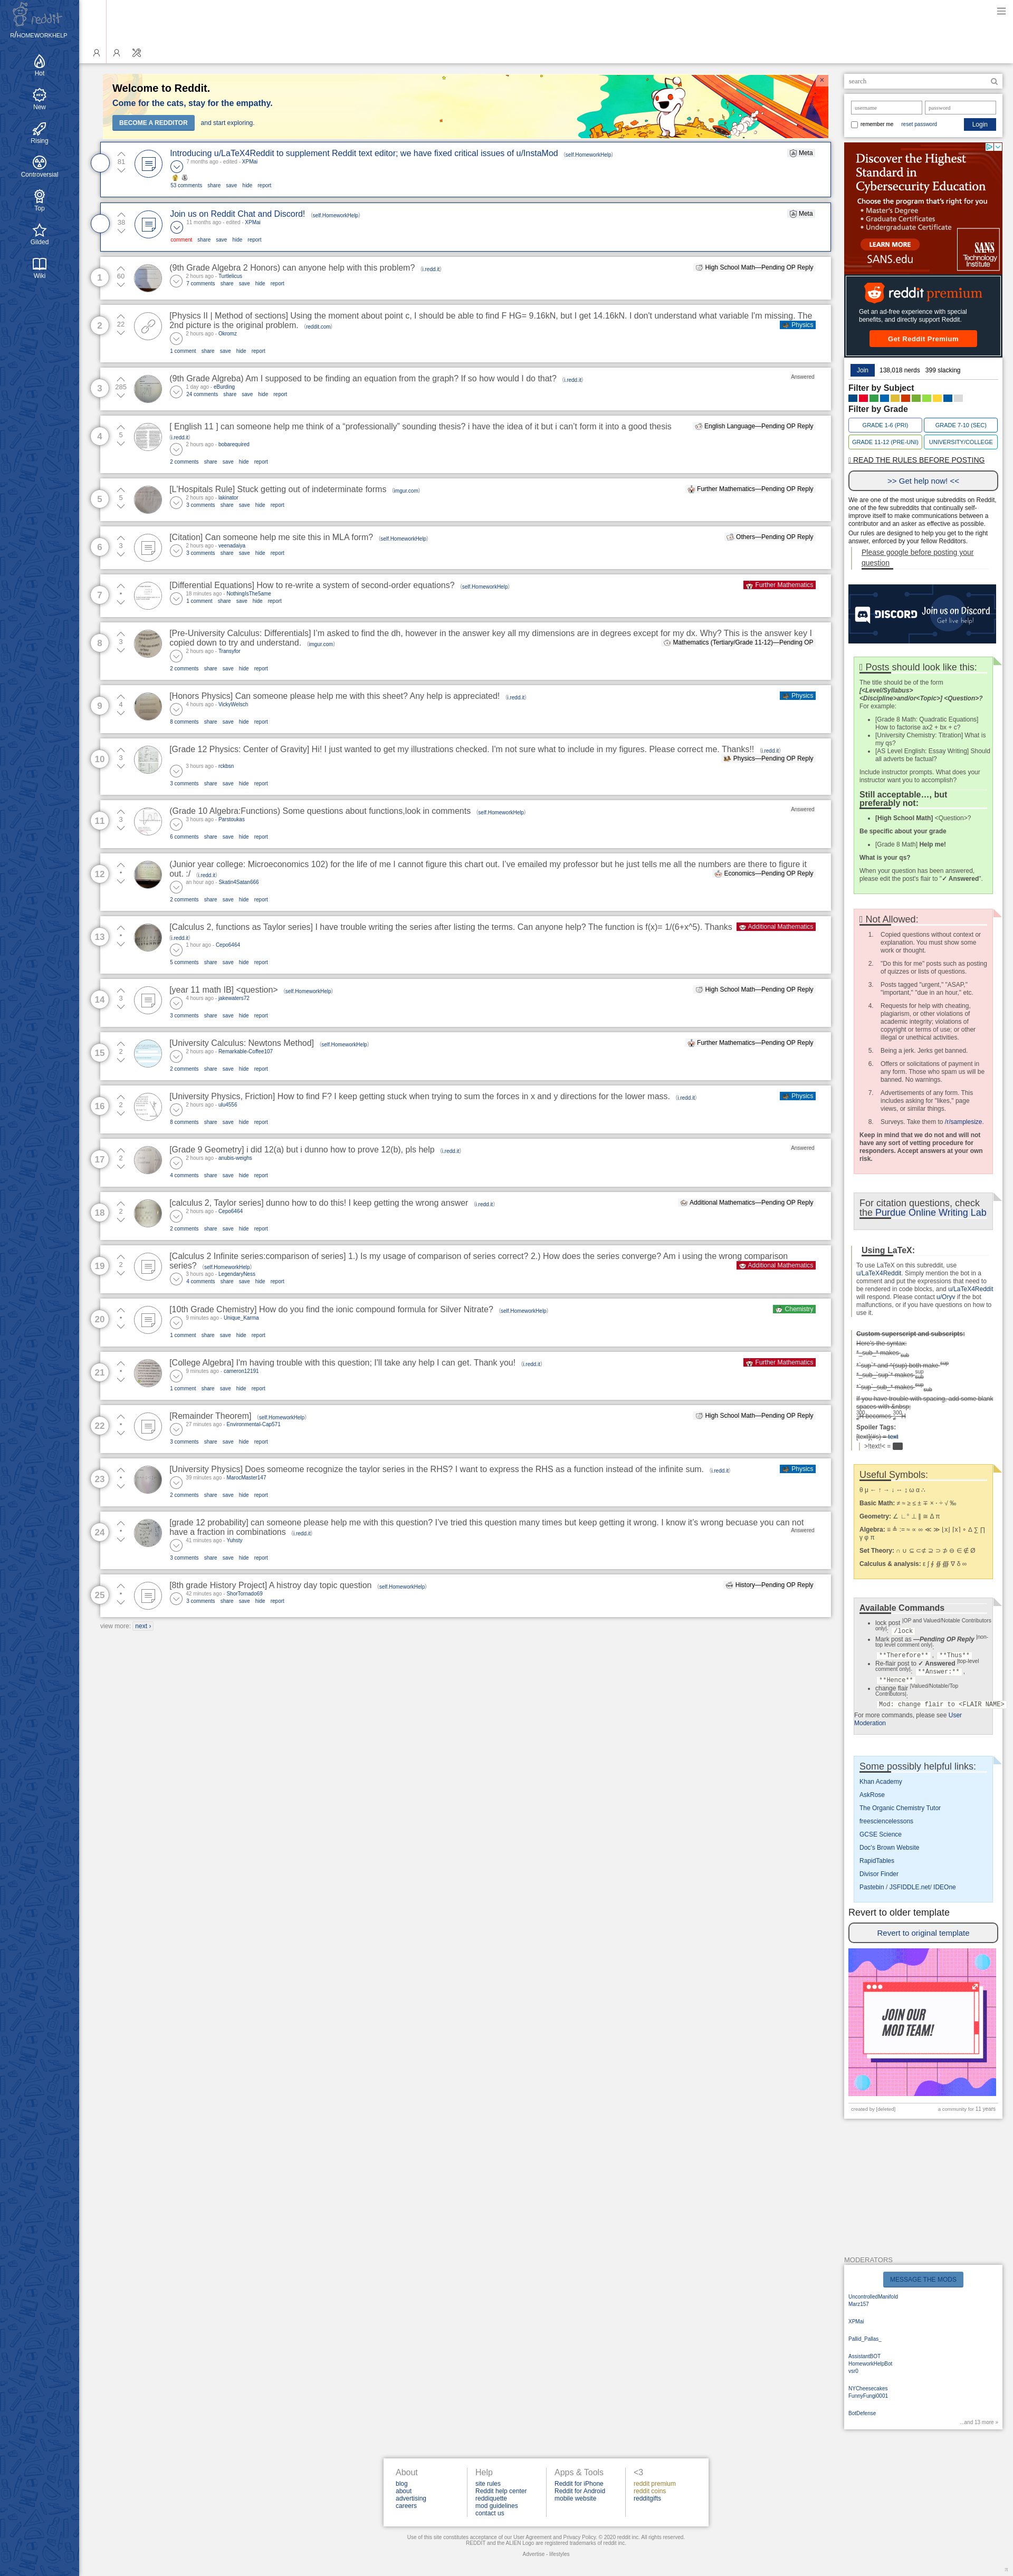 reddit
R/HOMEWORKHELP
Hot
New
Rising
Controversial
Top
Gilded
Wiki
Welcome to Reddit.
Come for the cats, stay for the empathy.
BECOME A REDDITOR and start exploring.
81
Introducing u/LaTeX4Reddit to supplement Reddit text editor; we have fixed critical issues of u/InstaMod (self.HomeworkHelp)
Meta
7 months ago - edited - XPMai
53 comments share save hide report
38
Join us on Reddit Chat and Discord! (self.HomeworkHelp)
Meta
11 months ago - edited - XPMai
comment share save hide report
1
60
(9th Grade Algebra 2 Honors) can anyone help with this problem? (i.redd.it)
High School Math—Pending OP Reply
2 hours ago - Turttelicus
7 comments share save hide report
2
22
[Physics II | Method of sections] Using the moment about point c, I should be able to find F HG= 9.16kN, but I get 14.16kN. I don't understand what variable I'm missing. The
2nd picture is the original problem. (reddit.com)
Physics
2 hours ago - Okromz
1 comment share save hide report
3
285
(9th Grade Algreba) Am I supposed to be finding an equation from the graph? If so how would I do that? (i.redd.it)
Answered
1 day ago - eBurding
24 comments share save hide report
4
5
[ English 11 ] can someone help me think of a “professionally” sounding thesis? i have the idea of it but i can’t form it into a good thesis
English Language—Pending OP Reply
(i.redd.it)
2 hours ago - bobarequired
2 comments share save hide report
5
5
[L'Hospitals Rule] Stuck getting out of indeterminate forms (imgur.com)
Further Mathematics—Pending OP Reply
2 hours ago - lakinator
3 comments share save hide report
6
3
[Citation] Can someone help me site this in MLA form? (self.HomeworkHelp)
Others—Pending OP Reply
2 hours ago - veenadaiya
3 comments share save hide report
7
•
[Differential Equations] How to re-write a system of second-order equations? (self.HomeworkHelp)
Further Mathematics
18 minutes ago - NothingIsTheSame
1 comment share save hide report
8
3
[Pre-University Calculus: Differentials] I'm asked to find the dh, however in the answer key all my dimensions are in degrees except for my dx. Why? This is the answer key I
copied down to try and understand. (imgur.com)
Mathematics (Tertiary/Grade 11-12)—Pending OP
2 hours ago - Transyfor
2 comments share save hide report
9
4
[Honors Physics] Can someone please help me with this sheet? Any help is appreciated! (i.redd.it)
Physics
4 hours ago - VickyWelsch
8 comments share save hide report
10
3
[Grade 12 Physics: Center of Gravity] Hi! I just wanted to get my illustrations checked. I'm not sure what to include in my figures. Please correct me. Thanks!! (i.redd.it)
Physics—Pending OP Reply
3 hours ago - rckbsn
3 comments share save hide report
11
3
(Grade 10 Algebra:Functions) Some questions about functions,look in comments (self.HomeworkHelp)
Answered
3 hours ago - Parsloukas
6 comments share save hide report
12
•
(Junior year college: Microeconomics 102) for the life of me I cannot figure this chart out. I've emailed my professor but he just tells me all the numbers are there to figure it
out. :/ (i.redd.it)
Economics—Pending OP Reply
an hour ago - Skatin4Satan666
2 comments share save hide report
13
•
[Calculus 2, functions as Taylor series] I have trouble writing the series after listing the terms. Can anyone help? The function is f(x)= 1/(6+x^5). Thanks
Additional Mathematics
(i.redd.it)
1 hour ago - Cepo6464
5 comments share save hide report
14
3
[year 11 math IB] <question> (self.HomeworkHelp)
High School Math—Pending OP Reply
4 hours ago - jakewaters72
3 comments share save hide report
15
2
[University Calculus: Newtons Method] (self.HomeworkHelp)
Further Mathematics—Pending OP Reply
2 hours ago - Remarkable-Coffee107
2 comments share save hide report
16
2
[University Physics, Friction] How to find F? I keep getting stuck when trying to sum the forces in x and y directions for the lower mass. (i.redd.it)
Physics
2 hours ago - ulu4556
8 comments share save hide report
17
2
[Grade 9 Geometry] i did 12(a) but i dunno how to prove 12(b), pls help (i.redd.it)
Answered
2 hours ago - anubis-weighs
4 comments share save hide report
18
2
[calculus 2, Taylor series] dunno how to do this! I keep getting the wrong answer (i.redd.it)
Additional Mathematics—Pending OP Reply
2 hours ago - Cepo6464
2 comments share save hide report
19
2
[Calculus 2 Infinite series:comparison of series] 1.) Is my usage of comparison of series correct? 2.) How does the series converge? Am i using the wrong comparison
series? (self.HomeworkHelp)
Additional Mathematics
3 hours ago - LegendaryNess
4 comments share save hide report
20
•
[10th Grade Chemistry] How do you find the ionic compound formula for Silver Nitrate? (self.HomeworkHelp)
Chemistry
9 minutes ago - Unique_Karma
1 comment share save hide report
21
•
[College Algebra] I'm having trouble with this question; I'll take any help I can get. Thank you! (i.redd.it)
Further Mathematics
9 minutes ago - cameron12191
1 comment share save hide report
22
•
[Remainder Theorem] (self.HomeworkHelp)
High School Math—Pending OP Reply
27 minutes ago - Environmental-Cap571
3 comments share save hide report
23
•
[University Physics] Does someome recognize the taylor series in the RHS? I want to express the RHS as a function instead of the infinite sum. (i.redd.it)
Physics
39 minutes ago - MarocMaster147
2 comments share save hide report
24
•
[grade 12 probability] can someone please help me with this question? I've tried this question many times but keep getting it wrong. I know it's wrong becuase you can not
have a fraction in combinations (i.redd.it)
Answered
41 minutes ago - Yuhsty
3 comments share save hide report
25
•
[8th grade History Project] A histroy day topic question (self.HomeworkHelp)
History—Pending OP Reply
42 minutes ago - ShorTornado69
3 comments share save hide report
view more: next ›
search
username password
remember me reset password Login
Discover the Highest
Standard in
Cybersecurity Education
Choose the program that's right for you:
• Master's Degree
• Graduate Certificates
• Undergraduate Certificate
LEARN MORE
SANS
Technology
Institute
reddit premium
Get an ad-free experience with special
benefits, and directly support Reddit.
Get Reddit Premium
Join 138,018 nerds 399 slacking
Filter by Subject
Filter by Grade
GRADE 1-6 (PRI) GRADE 7-10 (SEC)
GRADE 11-12 (PRE-UNI) UNIVERSITY/COLLEGE
READ THE RULES BEFORE POSTING
>> Get help now! <<
We are one of the most unique subreddits on Reddit,
one of the few subreddits that continually self-
improve itself to make communications between a
contributor and an asker as effective as possible.
Our rules are designed to help you get to the right
answer, enforced by your fellow Redditors.
Please google before posting your
question
DISCORD Join us on Discord
Get live help!
Posts should look like this:
The title should be of the form
[<Level/Syllabus>
<Discipline>and/or<Topic>] <Question>?
For example:
• [Grade 8 Math: Quadratic Equations]
How to factorise ax2 + bx + c?
• [University Chemistry: Titration] What is
my qs?
• [AS Level English: Essay Writing] Should
all adverts be factual?
Include instructor prompts. What does your
instructor want you to accomplish?
Still acceptable…, but
preferably not:
• [High School Math] <Question>?
Be specific about your grade
• [Grade 8 Math] Help me!
What is your qs?
When your question has been answered,
please edit the post's flair to "✓ Answered".
Not Allowed:
1. Copied questions without context or
explanation. You must show some
work or thought.
2. "Do this for me" posts such as posting
of quizzes or lists of questions.
3. Posts tagged "urgent," "ASAP,"
"important," "due in an hour," etc.
4. Requests for help with cheating,
plagiarism, or other violations of
academic integrity; violations of
copyright or terms of use; or other
illegal or unethical activities.
5. Being a jerk. Jerks get banned.
6. Offers or solicitations of payment in
any form. Those who spam us will be
banned. No warnings.
7. Advertisements of any form. This
includes asking for "likes," page
views, or similar things.
8. Surveys. Take them to /r/samplesize.
Keep in mind that we do not and will not
have any sort of vetting procedure for
responders. Accept answers at your own
risk.
For citation questions, check
the Purdue Online Writing Lab
Using LaTeX:
To use LaTeX on this subreddit, use
u/LaTeX4Reddit. Simply mention the bot in a
comment and put the expressions that need to
be rendered in code blocks, and u/LaTeX4Reddit
will respond. Please contact u/Oryv if the bot
malfunctions, or if you have questions on how to
use it.
Custom superscript and subscripts:
Here's the syntax:
*_sub_* makes sub
*`sup`* and ^(sup) both make sup
*_sub_`sup`* makes sup sub
*`sup`_sub_* makes sup sub
If you have trouble with spacing, add some blank
spaces with &nbsp;
Spoiler Tags:
[text](#s) = text
>!text!< =
Useful Symbols:
Basic Math:
Geometry:
Algebra:
Set Theory:
Calculus & analysis:
Available Commands
• lock post [OP and Valued/Notable Contributors
only]. /lock
• Mark post as —Pending OP Reply [non-
top level comment only].
**Therefore** , **Thus**
• Re-flair post to ✓ Answered [top-level
comment only]. **Answer:** ,
**Hence**
• change flair [Valued/Notable/Top
Contributors].
Mod: change flair to <FLAIR NAME>
For more commands, please see User
Moderation
Some possibly helpful links:
Khan Academy
AskRose
The Organic Chemistry Tutor
freesciencelessons
GCSE Science
Doc's Brown Website
RapidTables
Divisor Finder
Pastebin / JSFIDDLE.net/ IDEOne
Revert to older template
Revert to original template
JOIN OUR
MOD TEAM!
created by [deleted] a community for 11 years
MODERATORS
MESSAGE THE MODS
UncontrolledManifold
Marz157
XPMai
Pallid_Pallas_
AssistantBOT
HomeworkHelpBot
vsr0
NYCheesecakes
FunnyFungi0001
BotDefense
...and 13 more »
About
blog
about
advertising
careers
Help
site rules
Reddit help center
reddiquette
mod guidelines
contact us
Apps & Tools
Reddit for iPhone
Reddit for Android
mobile website
<3
reddit premium
reddit coins
redditgifts
Use of this site constitutes acceptance of our User Agreement and Privacy Policy. © 2020 reddit inc. All rights reserved.
REDDIT and the ALIEN Logo are registered trademarks of reddit inc.
Advertise - lifestyles
π